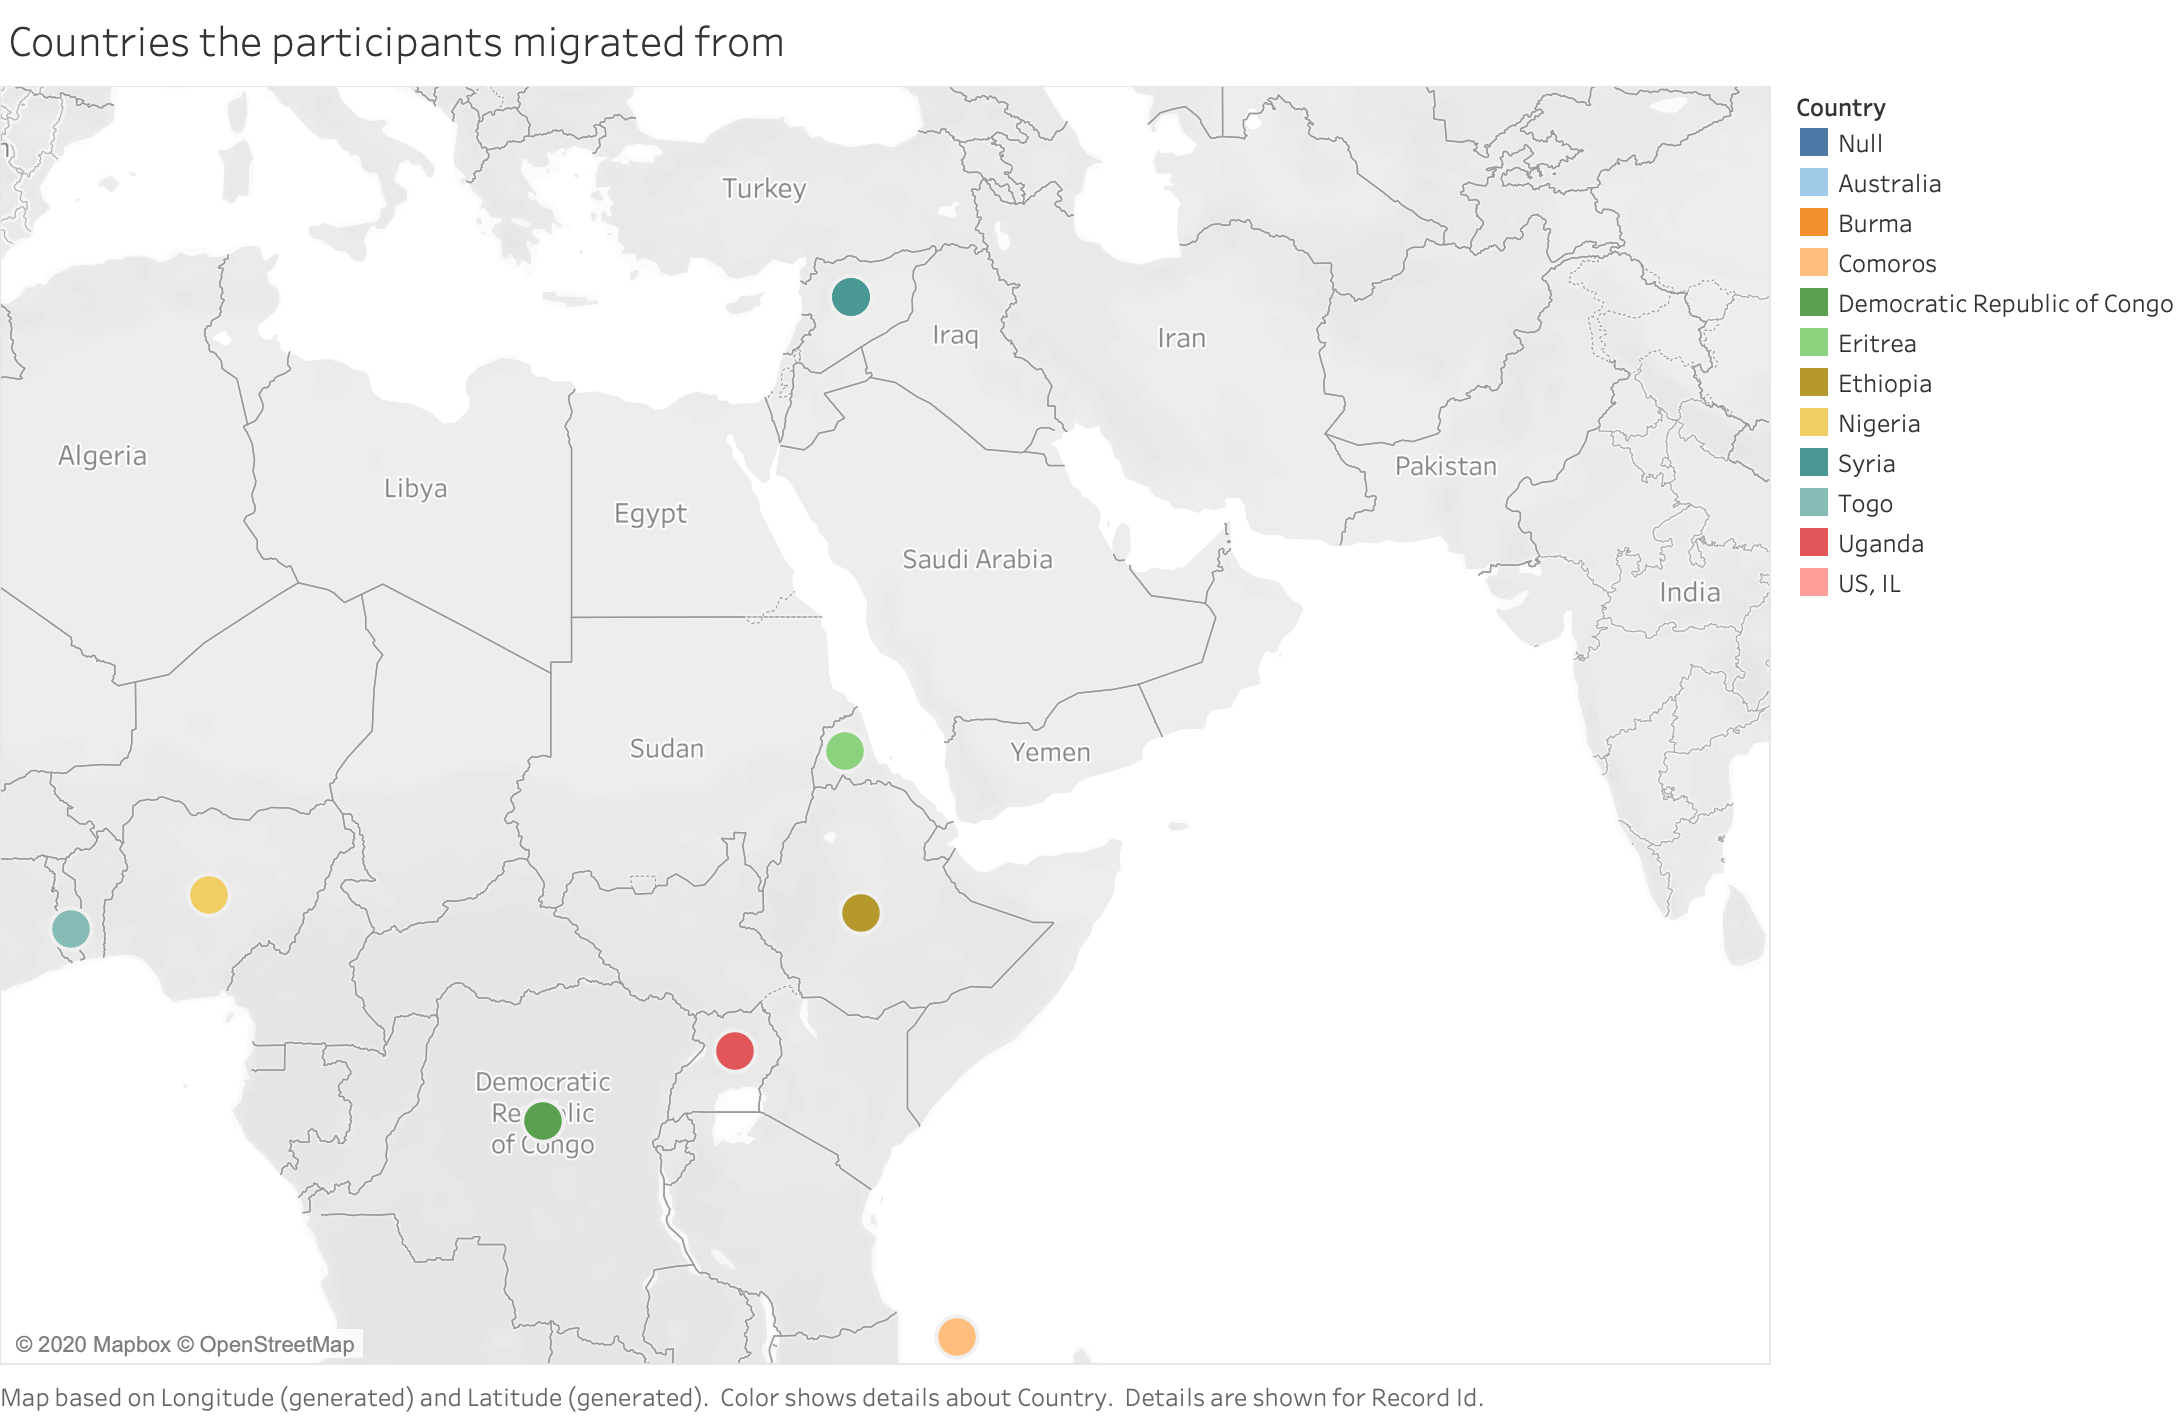 Countries the participants migrated from
Country
Null
Australia
Burma
Comoros
Democratic Republic of Congo
Eritrea
Ethiopia
Nigeria
Syria
Togo
Uganda
US, IL
Turkey
Iraq
Iran
Algeria
Libya
Egypt
Pakistan
Saudi Arabia
India
Sudan
Yemen
Democratic
of Congo
© 2020 Mapbox © OpenStreetMap
Map based on Longitude (generated) and Latitude (generated).  Color shows details about Country.  Details are shown for Record Id.